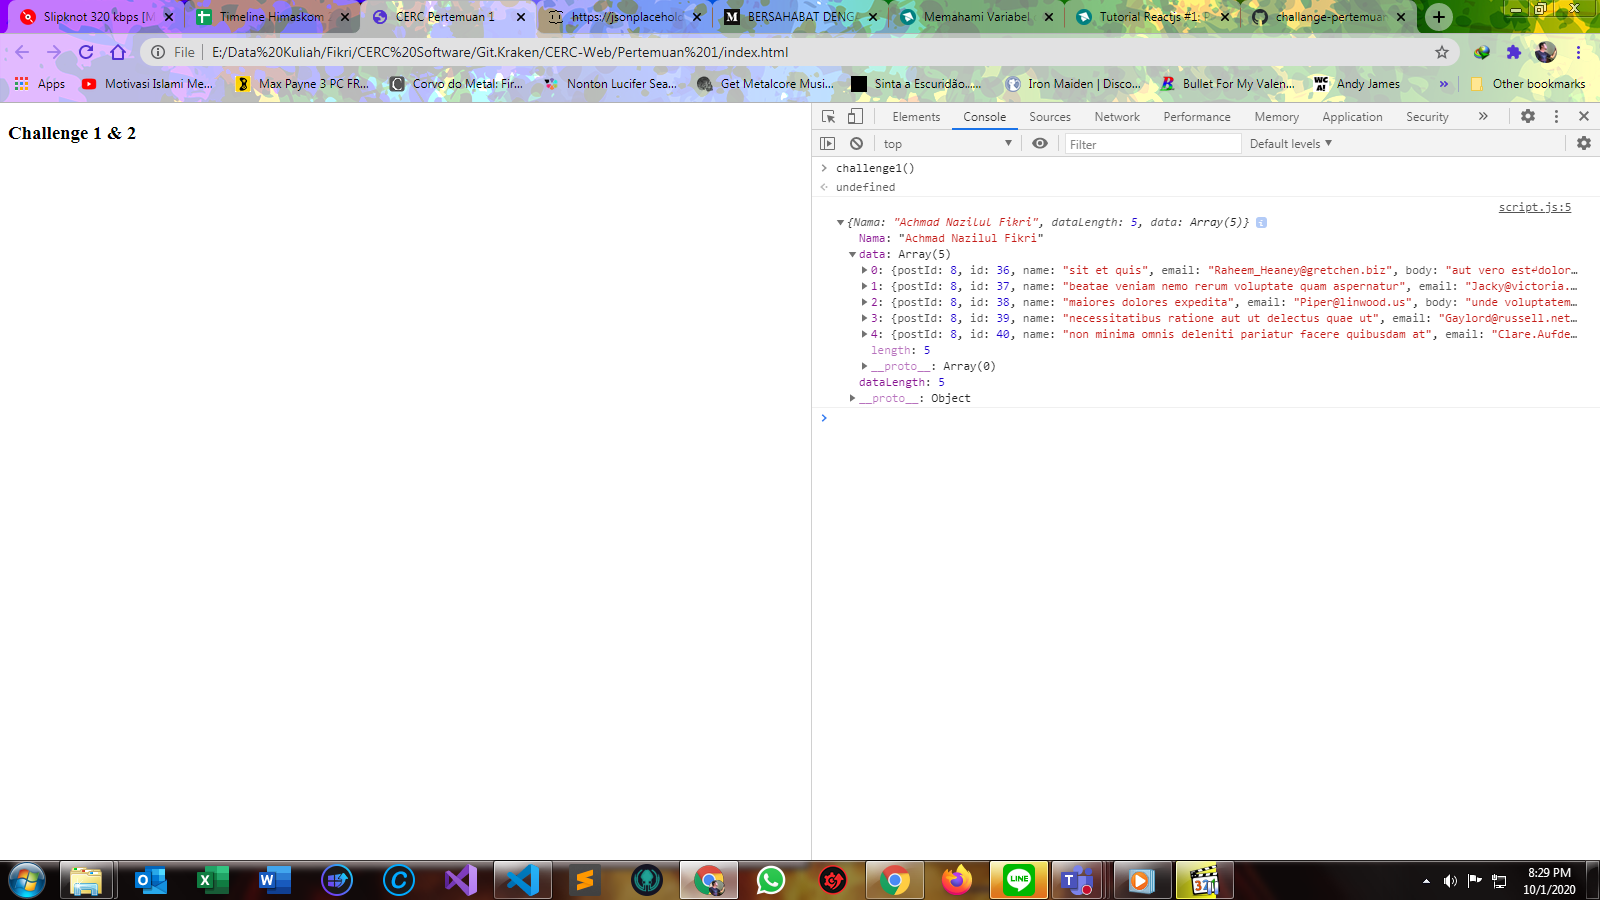 Slipknot 320 kbps [M
Timeline Himaskom 2
CERC Pertemuan 1
https://jsonplacehold
BERSAHABAT DENGA
Memahami Variabel
Tutorial Reactjs #1: P
challange-pertemuan
File E:/Data%20Kuliah/Fikri/CERC%20Software/Git.Kraken/CERC-Web/Pertemuan%201/index.html
Apps Motivasi Islami Me... Max Payne 3 PC FR... Corvo do Metal: Fir... Nonton Lucifer Sea... Get Metalcore Musi... Sinta a Escuridão..... Iron Maiden | Disco... Bullet For My Valen... Andy James » Other bookmarks
Challenge 1 & 2
Elements Console Sources Network Performance Memory Application Security »
top Filter Default levels
challenge1()
undefined
script.js:5
{Nama: "Achmad Nazilul Fikri", dataLength: 5, data: Array(5)}
Nama: "Achmad Nazilul Fikri"
data: Array(5)
0: {postId: 8, id: 36, name: "sit et quis", email: "Raheem_Heaney@gretchen.biz", body: "aut vero est↵dolor…
1: {postId: 8, id: 37, name: "beatae veniam nemo rerum voluptate quam aspernatur", email: "Jacky@victoria.…
2: {postId: 8, id: 38, name: "maiores dolores expedita", email: "Piper@linwood.us", body: "unde voluptatem…
3: {postId: 8, id: 39, name: "necessitatibus ratione aut ut delectus quae ut", email: "Gaylord@russell.net…
4: {postId: 8, id: 40, name: "non minima omnis deleniti pariatur facere quibusdam at", email: "Clare.Aufde…
length: 5
__proto__: Array(0)
dataLength: 5
__proto__: Object
8:29 PM
10/1/2020